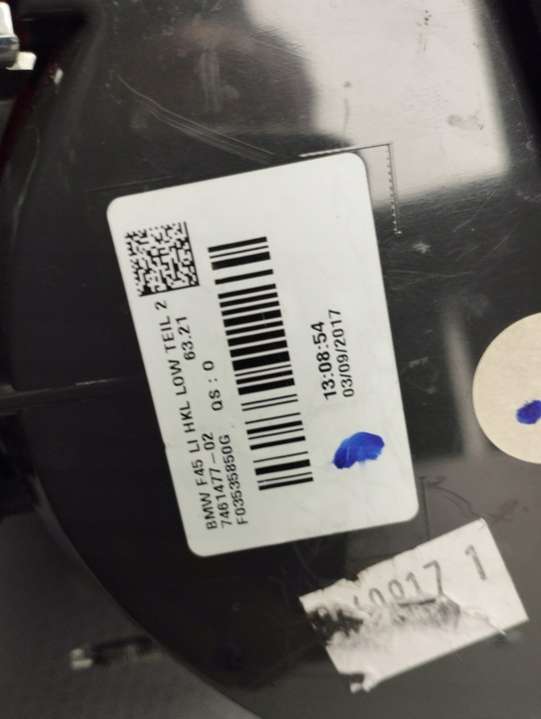 BMW F45 LI HKL LOW TEIL 2
63.21
7461477-02 QS : 0
F03535850G
13:08:54
03/09/2017